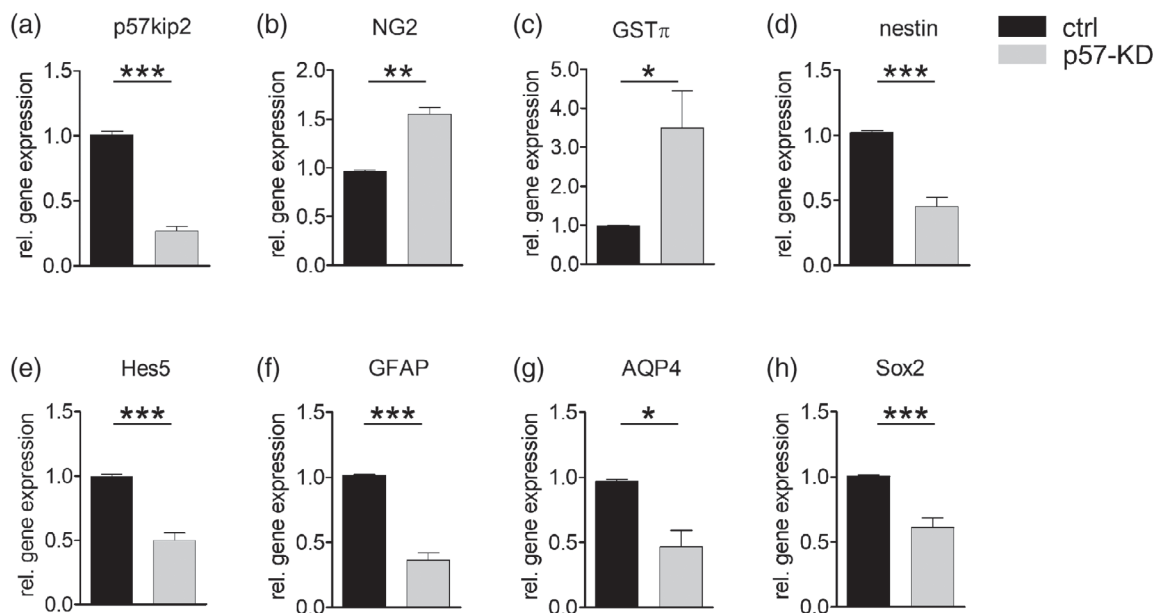 (a) p57kip2
*** 
rel. gene expression
1.5
1.0
0.5
0.0
(b) NG2
**
rel. gene expression
2.0
1.5
1.0
0.5
0.0
(c) GSTπ
*
rel. gene expression
5.0
4.0
3.0
2.0
1.0
0.0
(d) nestin
***
rel. gene expression
1.5
1.0
0.5
0.0
ctrl
p57-KD
(e) Hes5
***
rel. gene expression
1.5
1.0
0.5
0.0
(f) GFAP
***
rel. gene expression
1.5
1.0
0.5
0.0
(g) AQP4
*
rel. gene expression
1.5
1.0
0.5
0.0
(h) Sox2
***
rel. gene expression
1.5
1.0
0.5
0.0